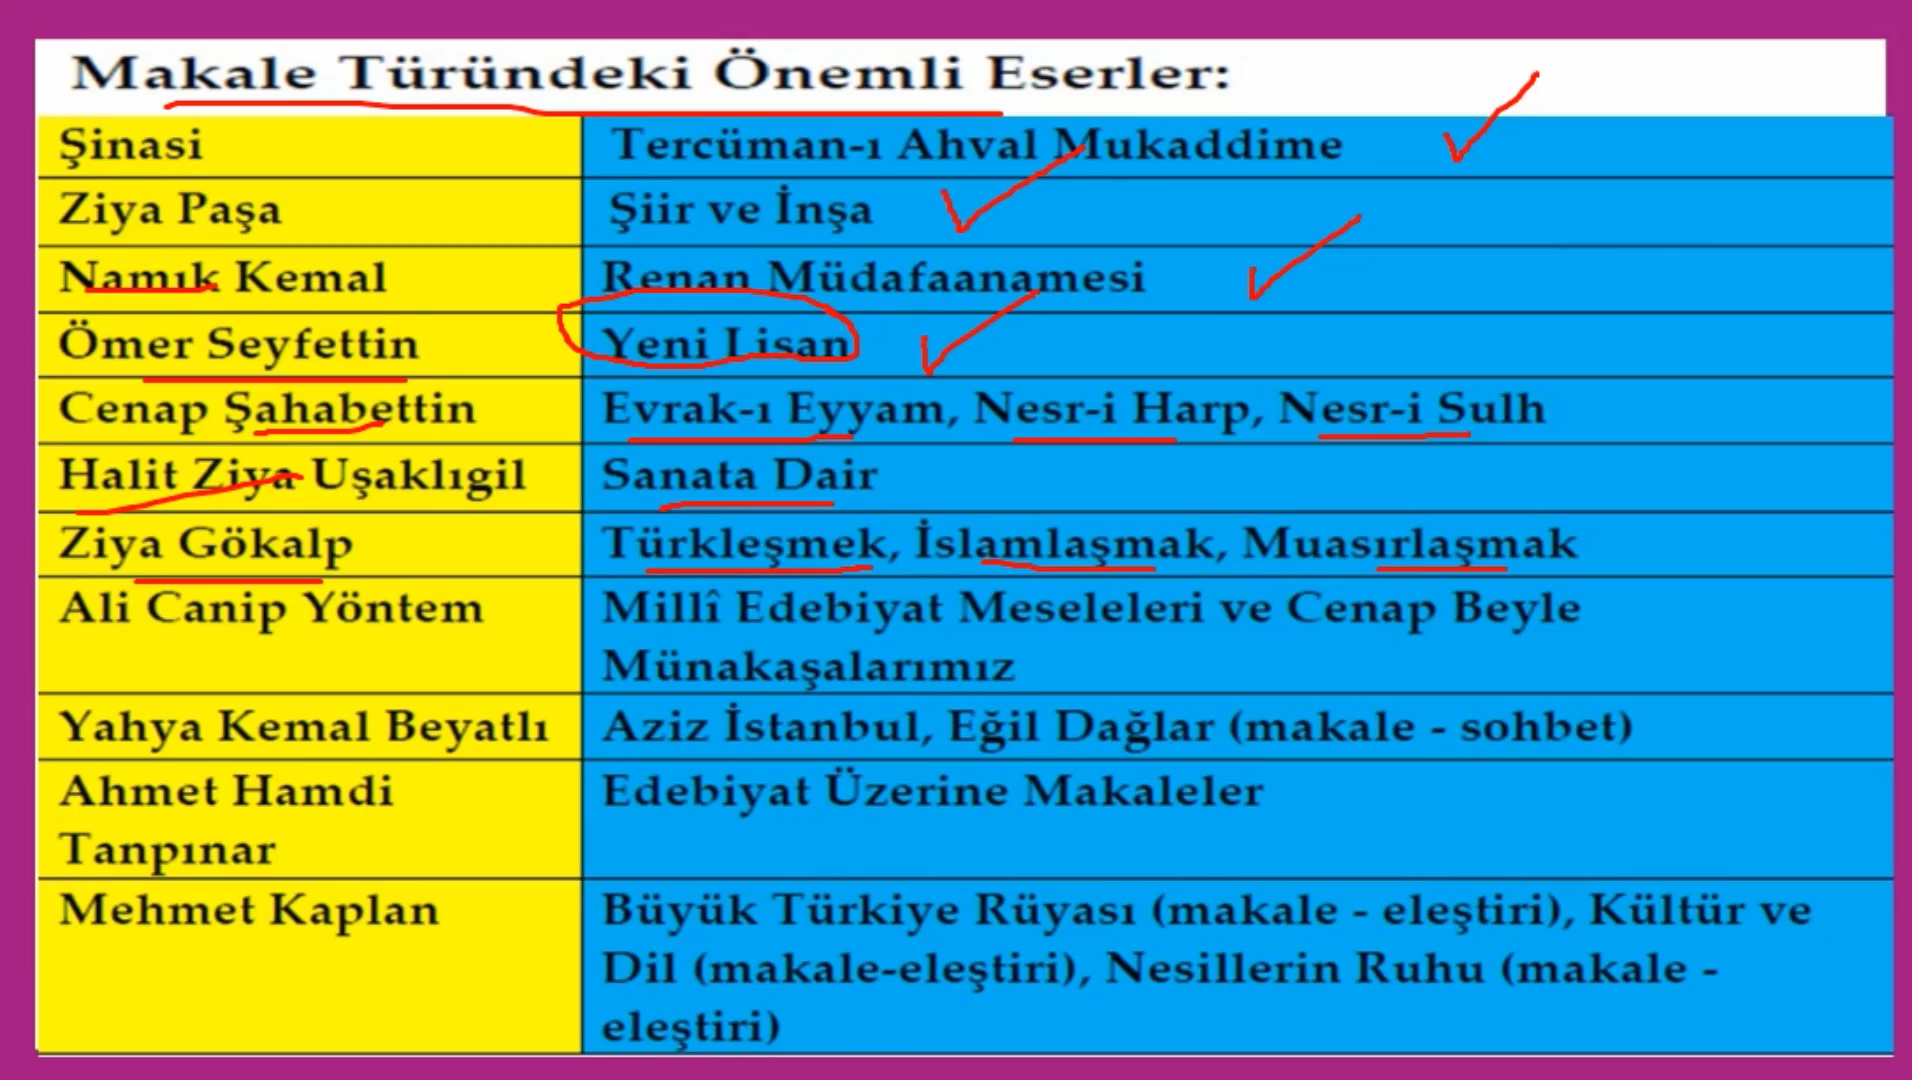 Makale Türündeki Önemli Eserler:
Şinasi Tercüman-ı Ahval Mukaddime
Ziya Paşa Şiir ve İnşa
Namık Kemal Renan Müdafaanamesi
Ömer Seyfettin Yeni Lisan
Cenap Şahabettin Evrak-ı Eyyam, Nesr-i Harp, Nesr-i Sulh
Halit Ziya Uşaklıgil Sanata Dair
Ziya Gökalp Türkleşmek, İslamlaşmak, Muasırlaşmak
Ali Canip Yöntem Millî Edebiyat Meseleleri ve Cenap Beyle
Münakaşalarımız
Yahya Kemal Beyatlı Aziz İstanbul, Eğil Dağlar (makale - sohbet)
Ahmet Hamdi Edebiyat Üzerine Makaleler
Tanpınar
Mehmet Kaplan Büyük Türkiye Rüyası (makale - eleştiri), Kültür ve
Dil (makale-eleştiri), Nesillerin Ruhu (makale -
eleştiri)